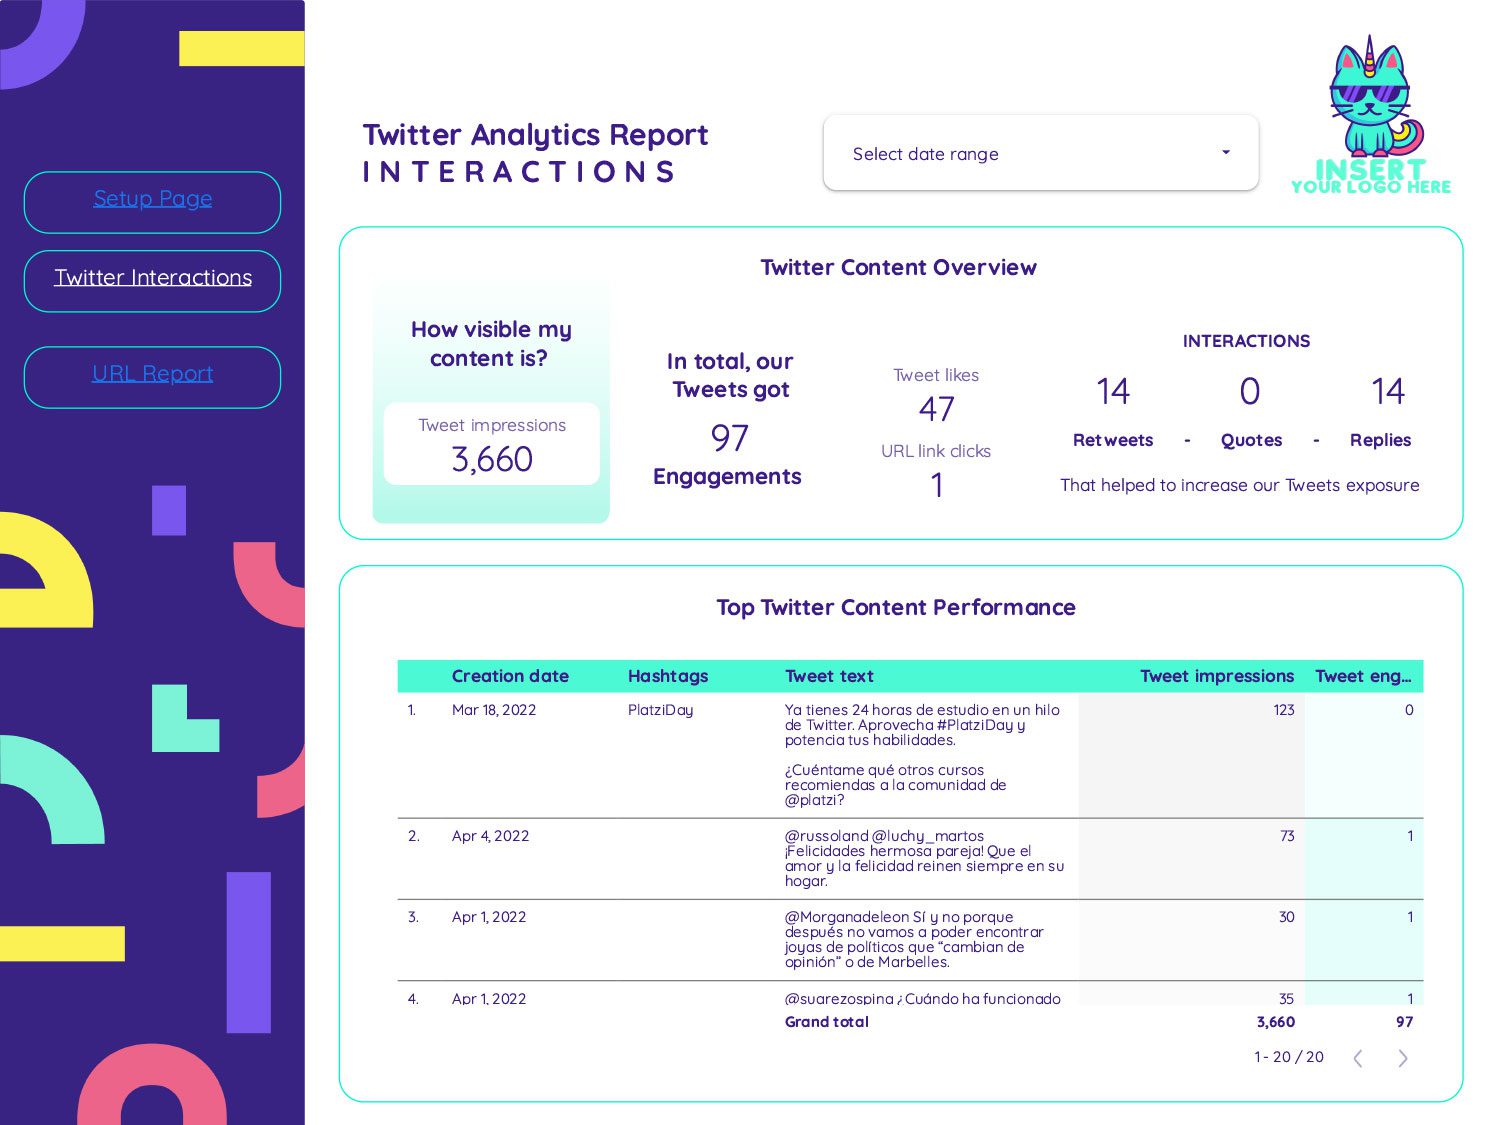 Setup Page
Twitter Interactions
URL Report
Twitter Analytics Report
INTERACTIONS
Select date range
INSERT
YOUR LOGO HERE
Twitter Content Overview
How visible my
content is?
Tweet impressions
3,660
In total, our
Tweets got
97
Engagements
Tweet likes
47
URL link clicks
1
INTERACTIONS
14 0 14
Retweets - Quotes - Replies
That helped to increase our Tweets exposure
Top Twitter Content Performance
Creation date Hashtags Tweet text Tweet impressions Tweet eng...
1. Mar 18, 2022 PlatziDay Ya tienes 24 horas de estudio en un hilo 123 0
de Twitter. Aprovecha #PlatziDay y
potencia tus habilidades.
¿Cuéntame qué otros cursos
recomiendas a la comunidad de
@platzi?
2. Apr 4, 2022 @russoland @luchy_martos 73 1
¡Felicidades hermosa pareja! Que el
amor y la felicidad reinen siempre en su
hogar.
3. Apr 1, 2022 @Morganadeleon Sí y no porque 30 1
después no vamos a poder encontrar
joyas de políticos que “cambian de
opinión” o de Marbelles.
4. Apr 1, 2022 @suarezospina ¿Cuándo ha funcionado 35 1
Grand total 3,660 97
1 - 20 / 20